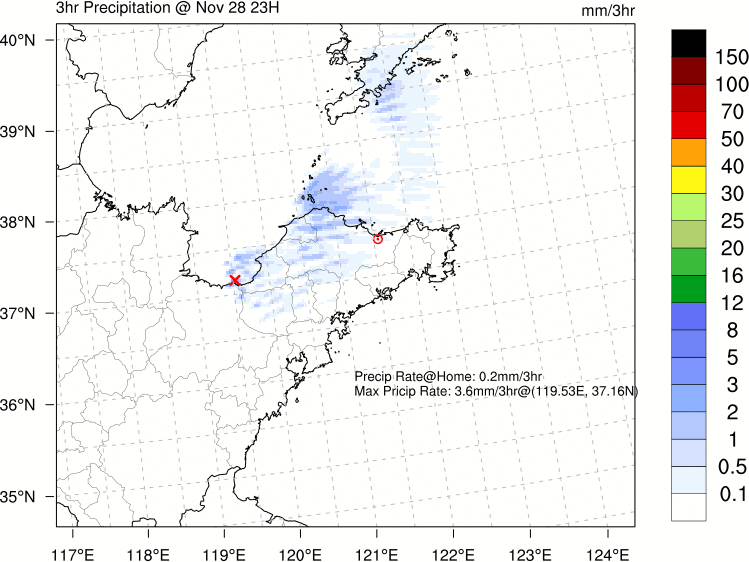 3hr Precipitation @ Nov 28 23H
mm/3hr
40°N
39°N
38°N
37°N
36°N
35°N
117°E
118°E
119°E
120°E
121°E
122°E
123°E
124°E
Precip Rate@Home: 0.2mm/3hr
Max Pricip Rate: 3.6mm/3hr@(119.53E, 37.16N)
150
100
70
50
40
30
25
20
16
12
8
5
3
2
1
0.5
0.1